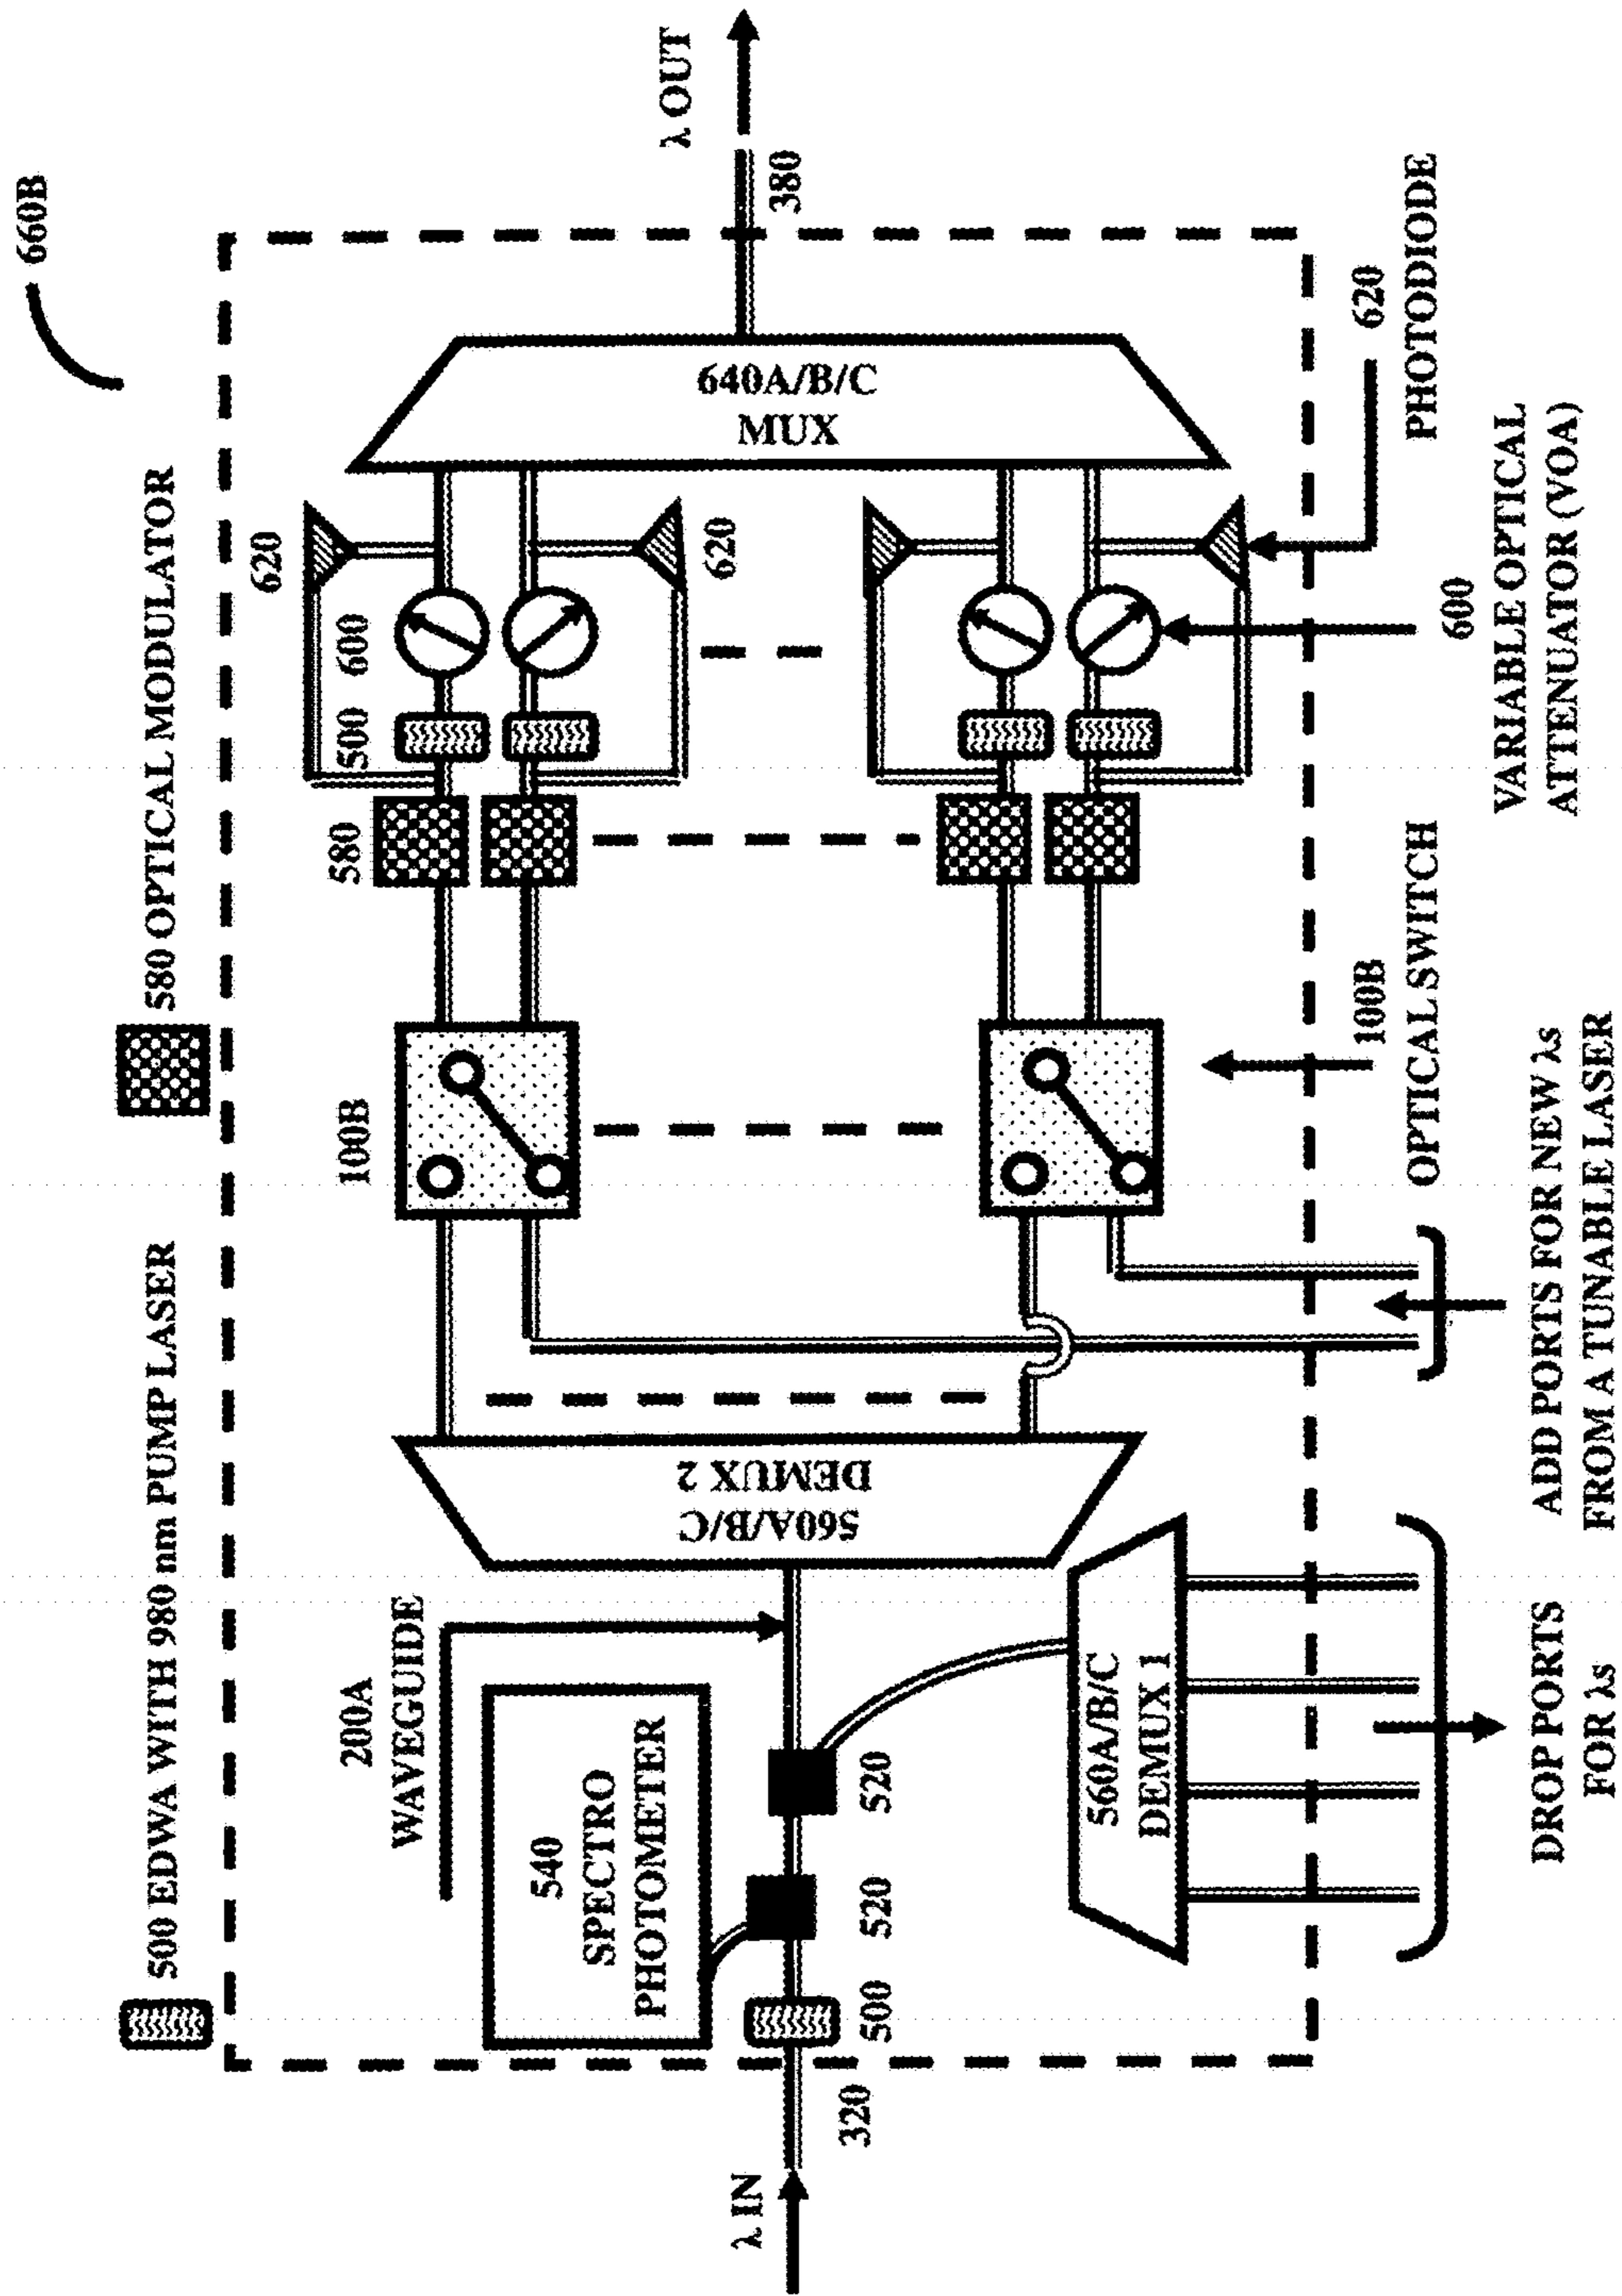 660B
500 EDWA WITH 980 nm PUMP LASER
580 OPTICAL MODULATOR
λ IN
320
500
540
SPECTRO
PHOTOMETER
520
520
200A
WAVEGUIDE
560A/B/C
DEMUX 1
560A/B/C
DEMUX 2
100B
580
500
600
620
620
640A/B/C
MUX
λ OUT
380
DROP PORTS
FOR λs
ADD PORTS FOR NEW λs
FROM A TUNABLE LASER
100B
OPTICAL SWITCH
600
VARIABLE OPTICAL
ATTENUATOR (VOA)
620
PHOTODIODE